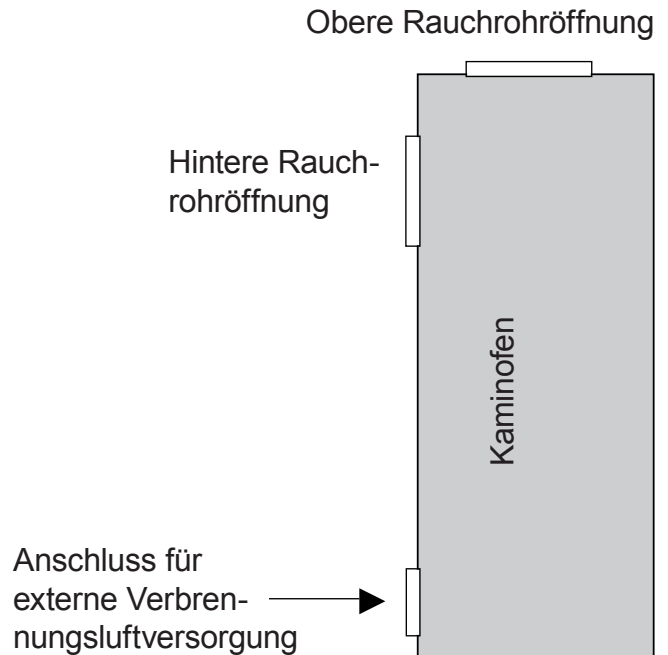 Obere Rauchrohröffnung
Hintere Rauch-
rohröffnung
Kaminofen
Anschluss für
externe Verbren-
nungsluftversorgung